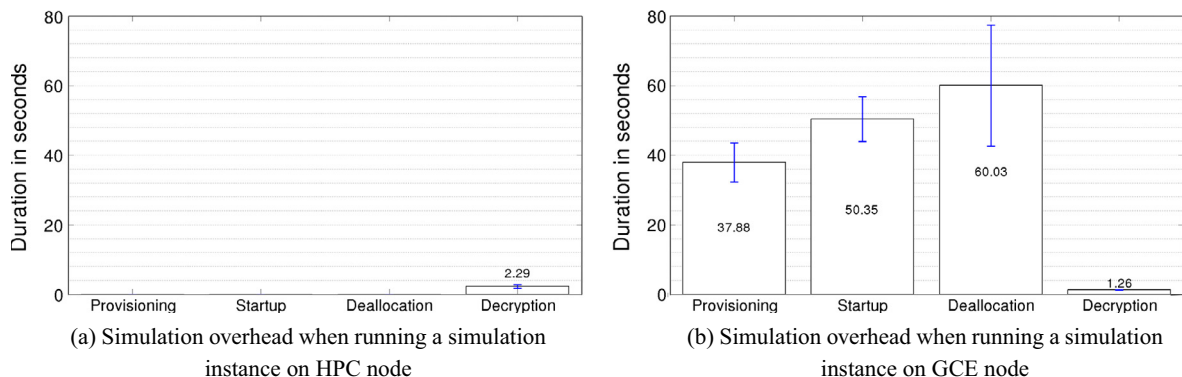 80
60
40
20
0
Duration in seconds
2.29
Provisioning Startup Deallocation Decryption
(a) Simulation overhead when running a simulation
instance on HPC node
80
60
40
20
0
Duration in seconds
37.88
50.35
60.03
1.26
Provisioning Startup Deallocation Decryption
(b) Simulation overhead when running a simulation
instance on GCE node